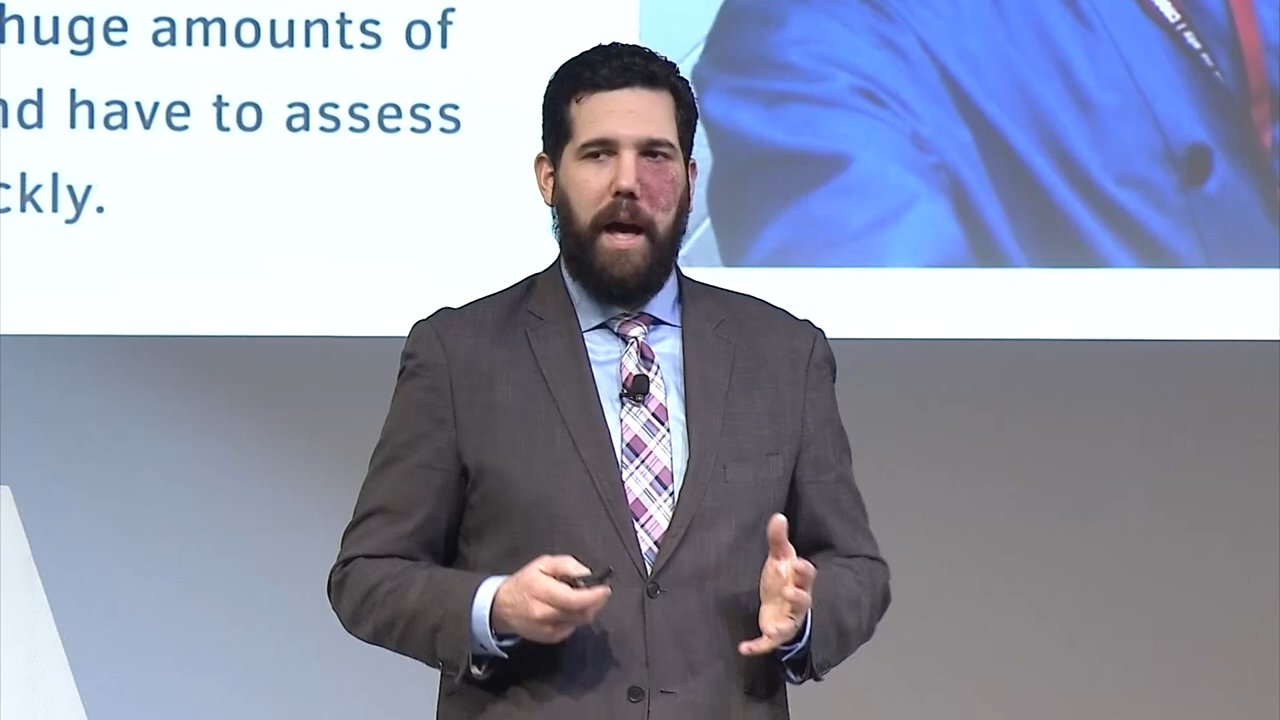 huge amounts of
nd have to assess
ckly.